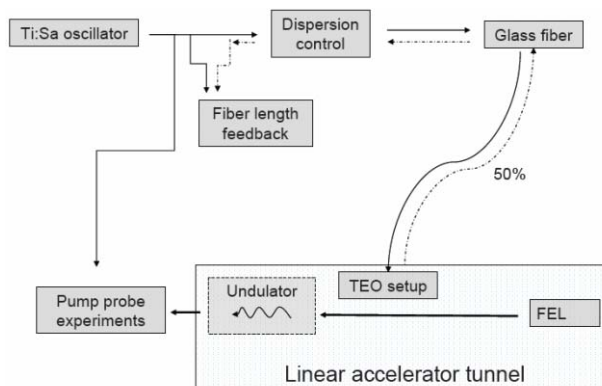 Ti:Sa oscillator
Dispersion
control
Glass fiber
Fiber length
feedback
50%
TEO setup
Undulator
Pump probe
experiments
FEL
Linear accelerator tunnel